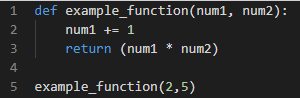 1 def example_function(num1, num2):
2     num1 += 1
3     return (num1 * num2)
4
5 example_function(2,5)